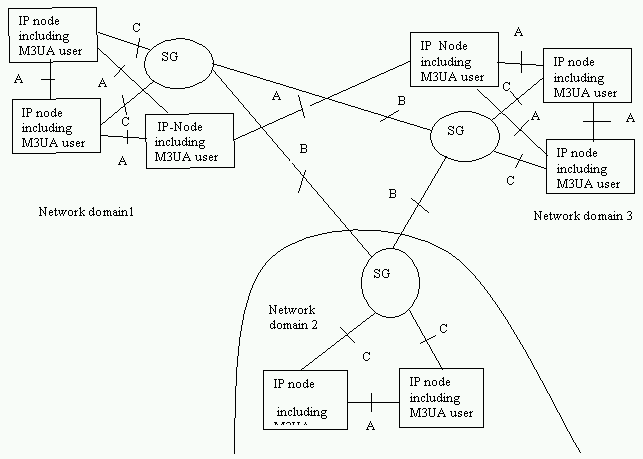 IP node
including
M3UA user
C
SG
A
A
IP node
including
M3UA user
C
A
IP-Node
including
M3UA user
A
B
B
IP Node
including
M3UA user
A
IP node
including
M3UA user
C
SG
A
A
C
IP node
including
M3UA user
B
Network domain1
Network domain 3
SG
Network
domain 2
C
C
IP node
including
A
IP node
including
M3UA user